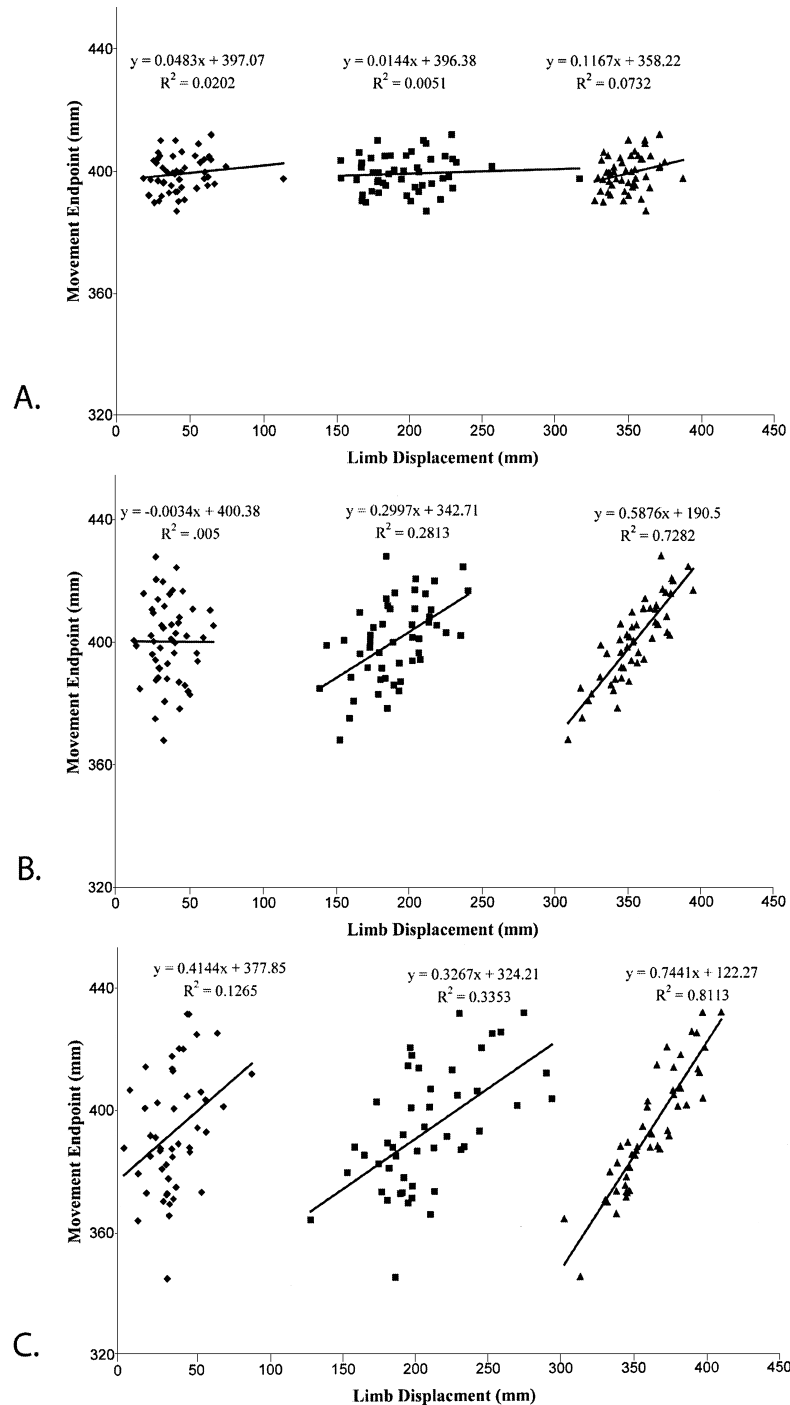 440
y = 0.0483x + 397.07
R² = 0.0202
y = 0.0144x + 396.38
R² = 0.0051
y = 0.1167x + 358.22
R² = 0.0732
Movement Endpoint (mm)
400
360
A.
320
0 50 100 150 200 250 300 350 400 450
Limb Displacement (mm)
440
y = -0.0034x + 400.38
R² = .005
y = 0.2997x + 342.71
R² = 0.2813
y = 0.5876x + 190.5
R² = 0.7282
Movement Endpoint (mm)
400
360
B.
320
0 50 100 150 200 250 300 350 400 450
Limb Displacement (mm)
440
y = 0.4144x + 377.85
R² = 0.1265
y = 0.3267x + 324.21
R² = 0.3353
y = 0.7441x + 122.27
R² = 0.8113
Movement Endpoint (mm)
400
360
C.
320
0 50 100 150 200 250 300 350 400 450
Limb Displacment (mm)